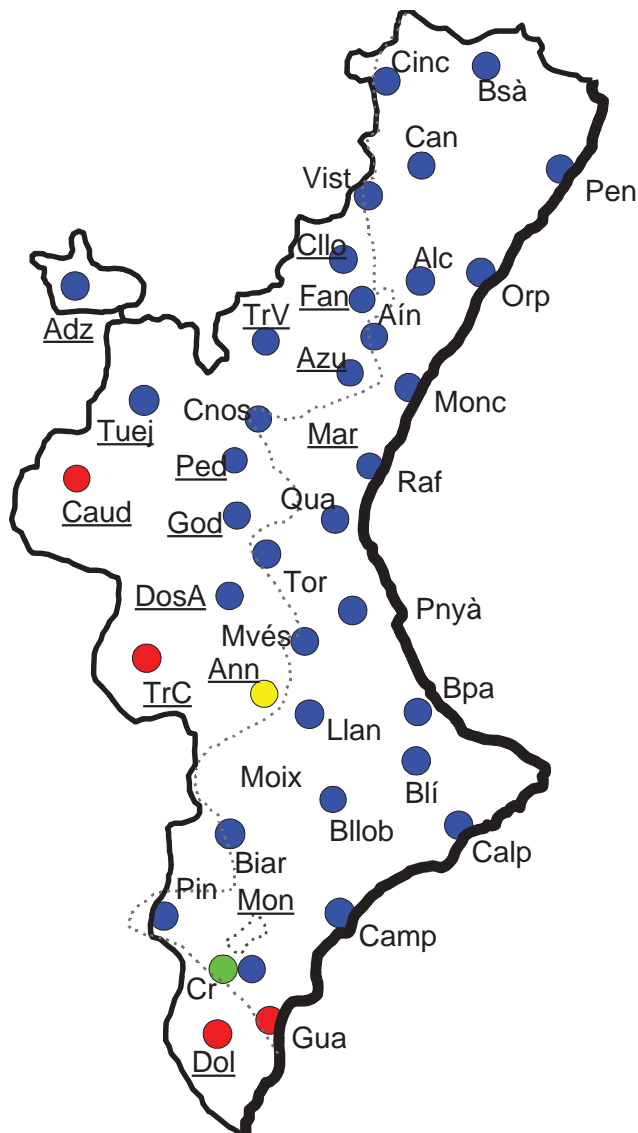 Cinc
Bsà
Can
Vist
Pen
Cllo
Alc
Fan
Orp
Adz
TrV
Aín
Azu
Monc
Tuej
Cnos
Mar
Ped
Raf
Caud
Qua
God
Tor
DosA
Pnyà
Mvés
Ann
TrC
Bpa
Llan
Blí
Moix
Bllob
Calp
Biar
Pin
Mon
Camp
Cr
Gua
Dol